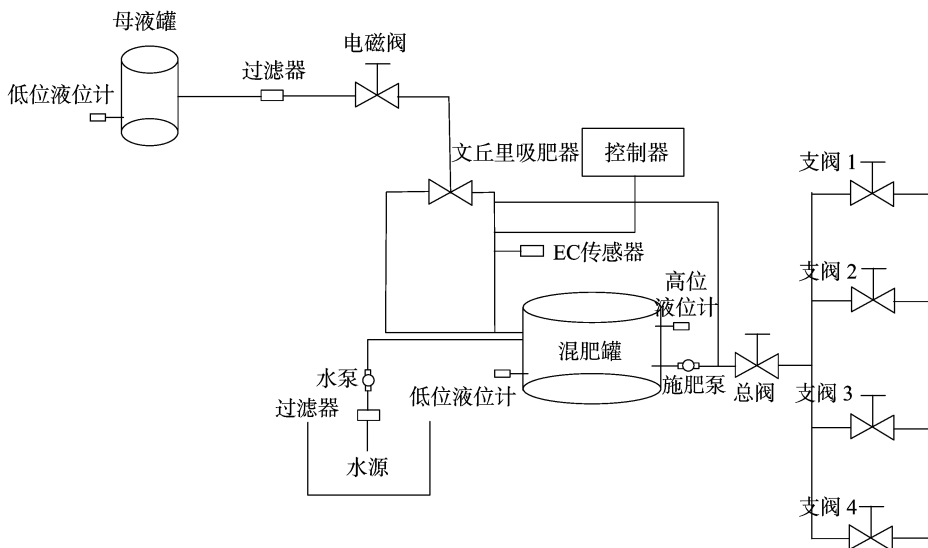 母液罐
电磁阀
过滤器
低位液位计
文丘里吸肥器
控制器
支阀 1
EC传感器
高位
液位计
支阀 2
混肥罐
水泵
低位液位计
施肥泵
总阀
支阀 3
过滤器
水源
支阀 4